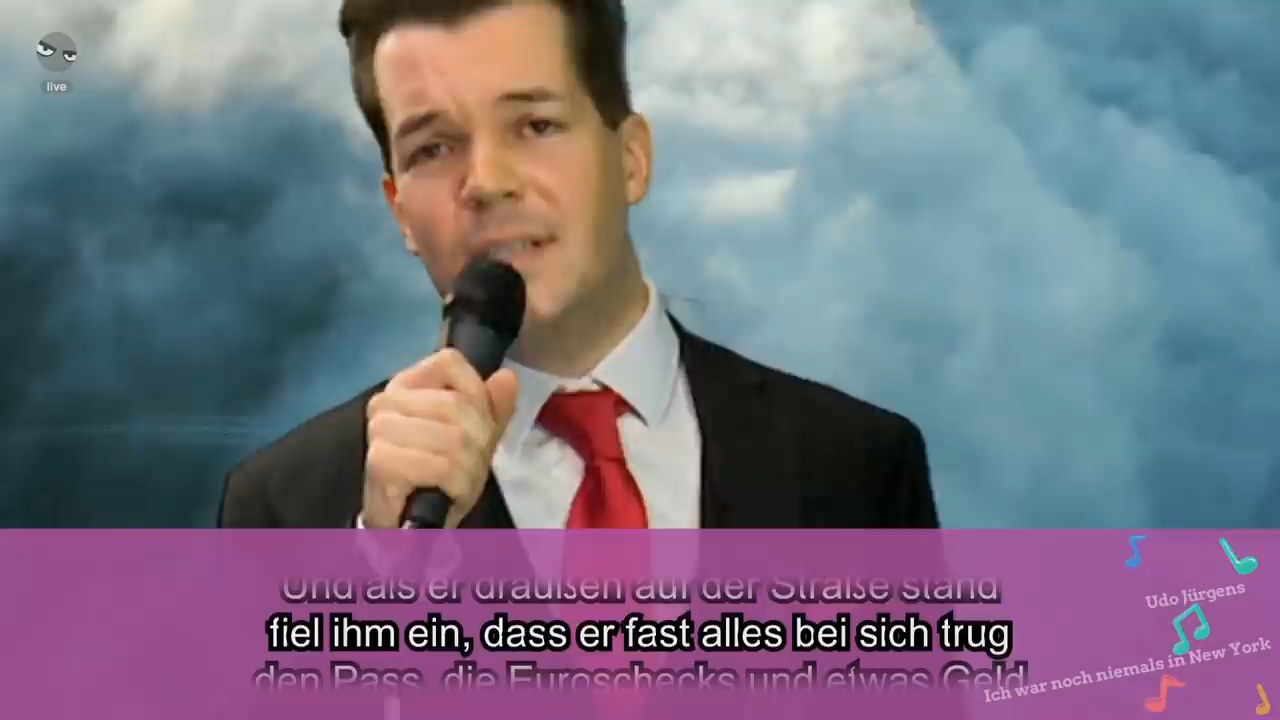 live
Und als er draußen auf der Straße stand
fiel ihm ein, dass er fast alles bei sich trug
den Pass, die Euroschecks und etwas Geld
Udo Jürgens
Ich war noch niemals in New York